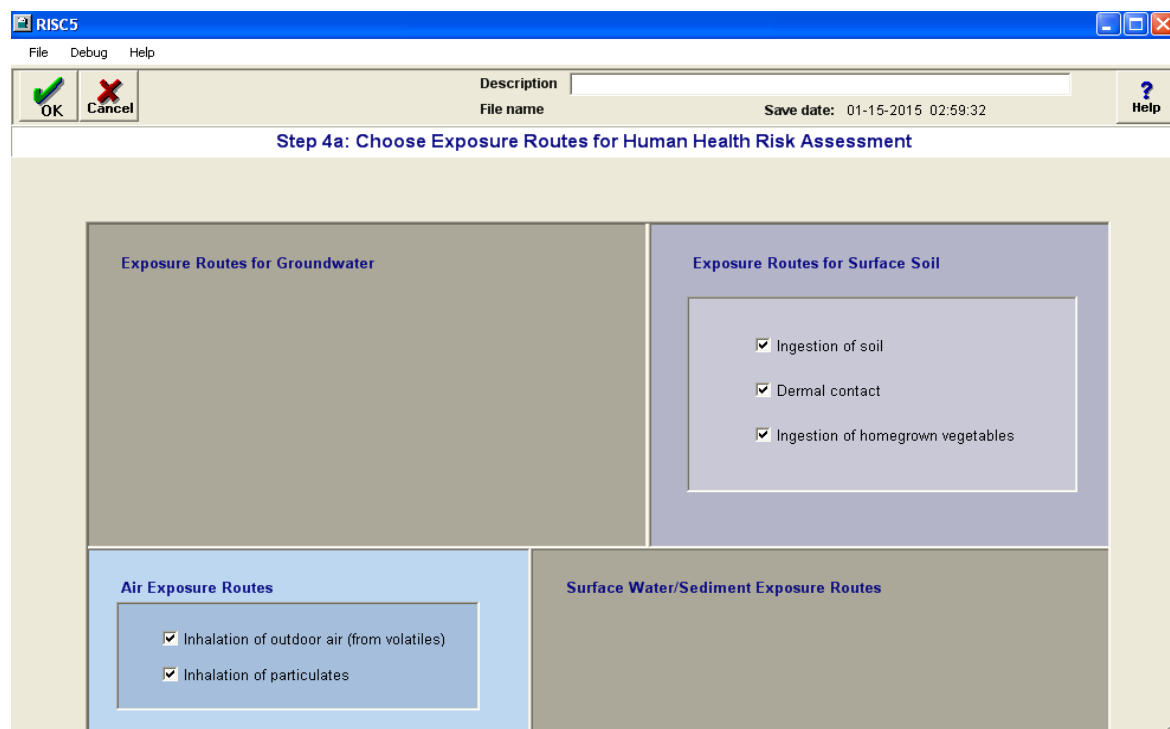 RISC5
File Debug Help
OK Cancel Description Help
File name Save date: 01-15-2015 02:59:32
Step 4a: Choose Exposure Routes for Human Health Risk Assessment
Exposure Routes for Groundwater
Exposure Routes for Surface Soil
Ingestion of soil
Dermal contact
Ingestion of homegrown vegetables
Air Exposure Routes
Inhalation of outdoor air (from volatiles)
Inhalation of particulates
Surface Water/Sediment Exposure Routes